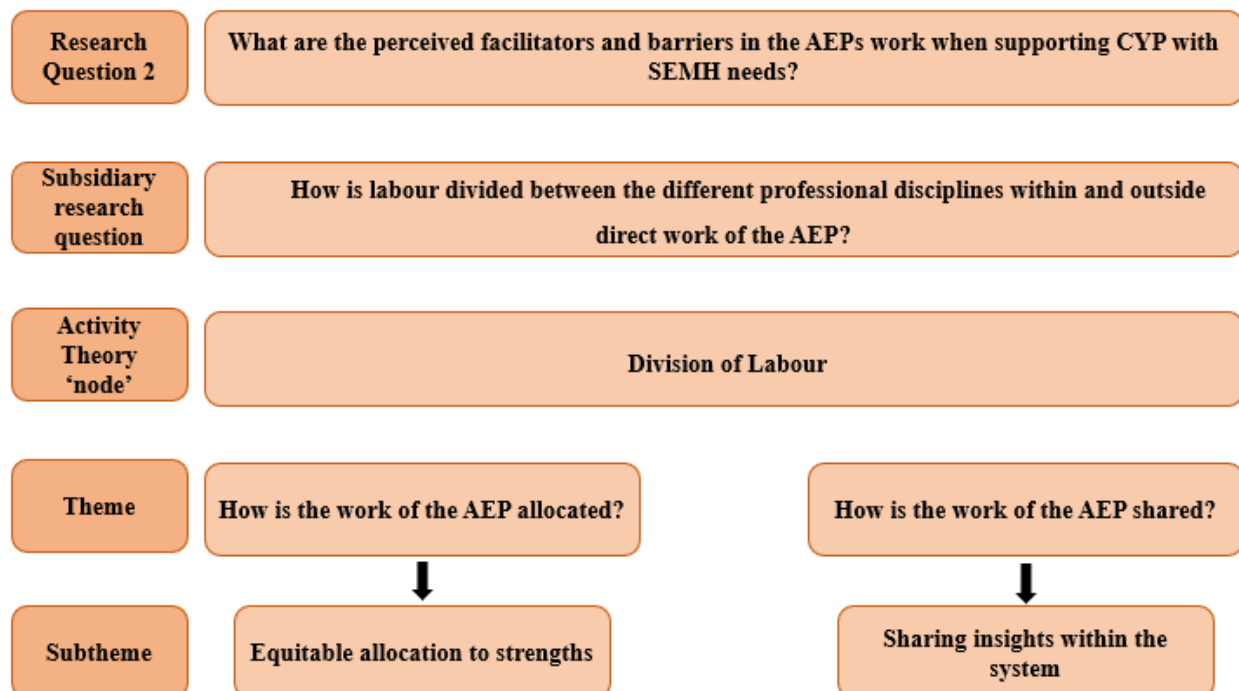 Research
Question 2
What are the perceived facilitators and barriers in the AEPs work when supporting CYP with
SEMH needs?
Subsidiary
research
question
How is labour divided between the different professional disciplines within and outside
direct work of the AEP?
Activity
Theory
‘node’
Division of Labour
Theme
How is the work of the AEP allocated?
How is the work of the AEP shared?
Subtheme
Equitable allocation to strengths
Sharing insights within the
system